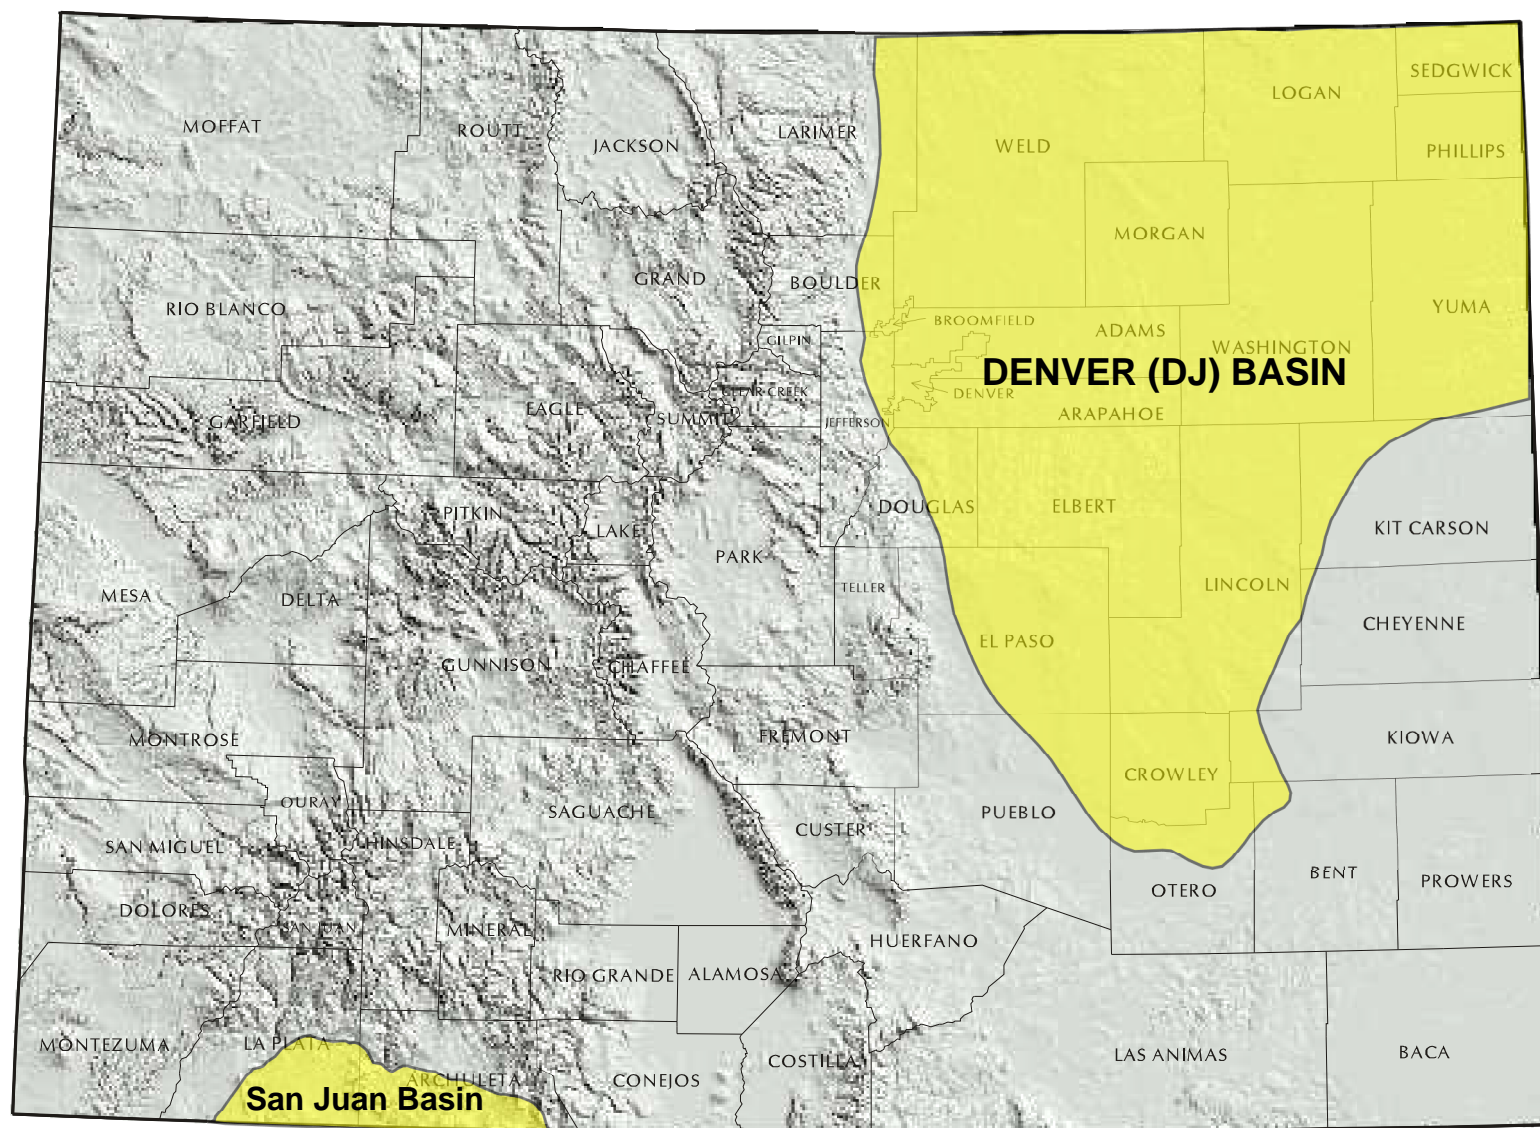 SEDGWICK
LOGAN
MOFFAT
ROUTT
JACKSON
LARIMER
WELD
PHILLIPS
MORGAN
GRAND
BOULDER
RIO BLANCO
YUMA
BROOMFIELD
ADAMS
GILPIN
WASHINGTON
DENVER (DJ) BASIN
CLEAR CREEK
DENVER
EAGLE
SUMMIT
ARAPAHOE
GARFIELD
JEFFERSON
PITKIN
DOUGLAS
ELBERT
LAKE
KIT CARSON
PARK
MESA
DELTA
TELLER
LINCOLN
CHEYENNE
EL PASO
GUNNISON
CHAFFEE
MONTROSE
FREMONT
KIOWA
CROWLEY
OURAY
SAGUACHE
PUEBLO
CUSTER
SAN MIGUEL
HINSDALE
BENT
PROWERS
OTERO
DOLORES
SAN JUAN
MINERAL
HUERFANO
RIO GRANDE
ALAMOSA
MONTEZUMA
LA PLATA
COSTILLA
LAS ANIMAS
BACA
ARCHULETA
CONEJOS
San Juan Basin